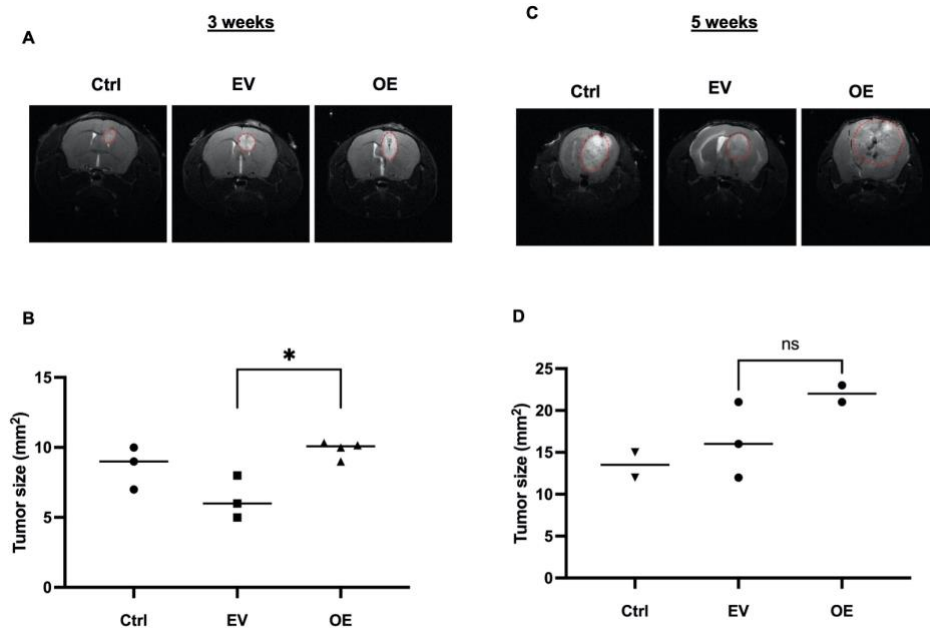 3 weeks
A
Ctrl EV OE
5 weeks
C
Ctrl EV OE
B
*
15
10
5
0
Tumor size (mm²)
Ctrl EV OE
D
ns
25
20
15
10
5
0
Tumor size (mm²)
Ctrl EV OE